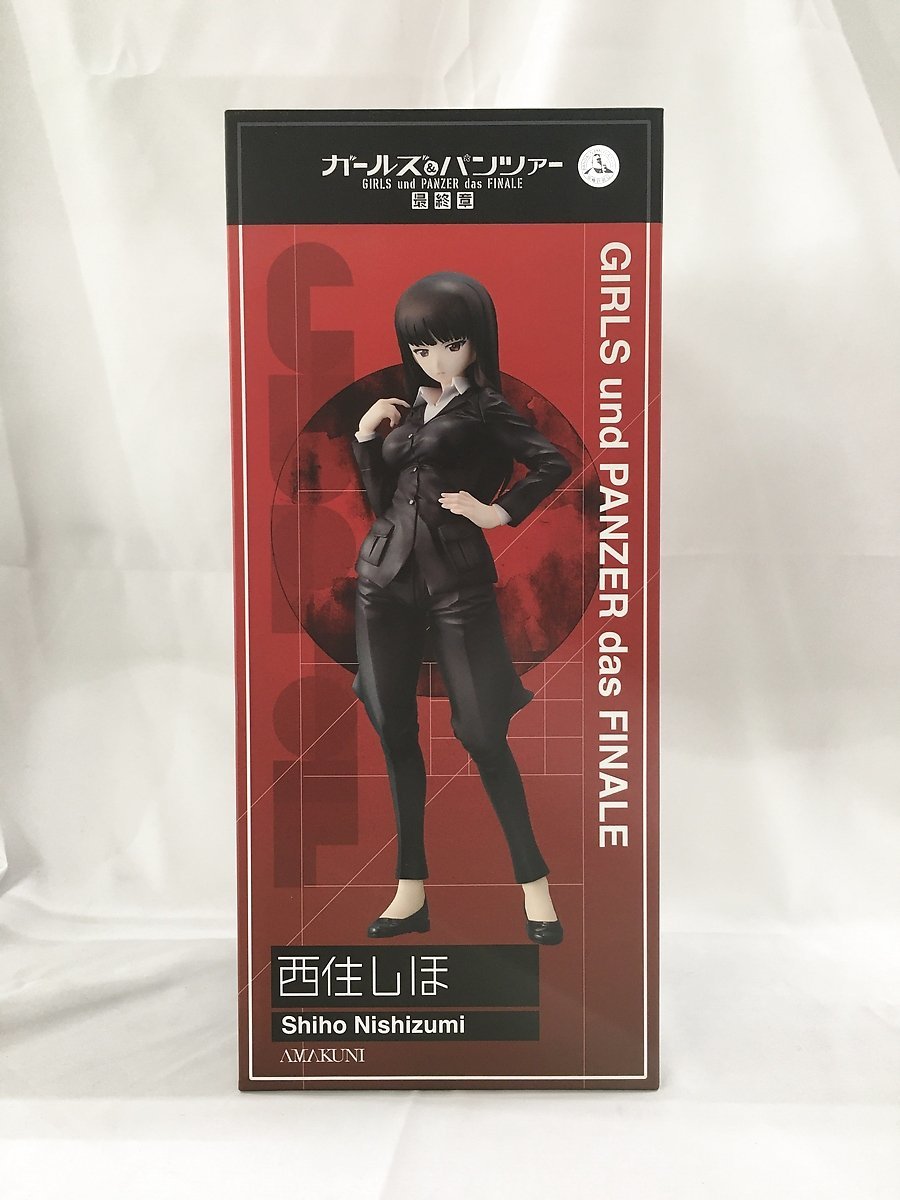 ガールズ&パンツァー
GIRLS und PANZER das FINALE
最終章
GIRLS und PANZER das FINALE
西住しほ
Shiho Nishizumi
AMAKUNI